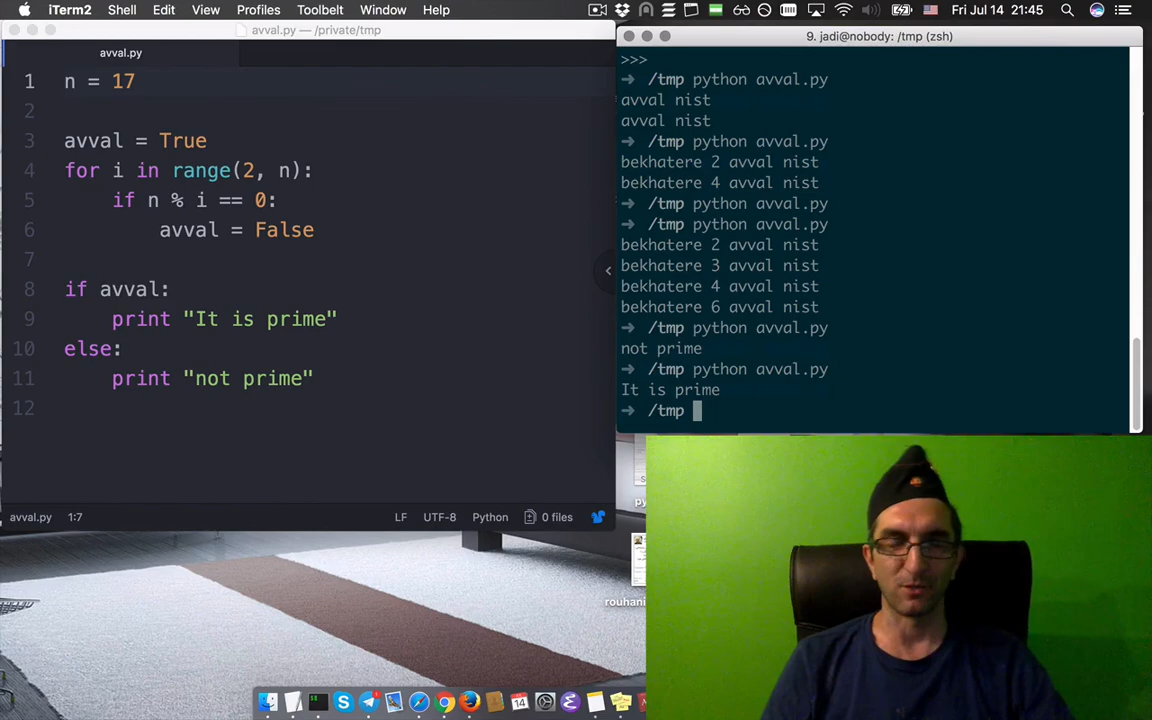 iTerm2 Shell Edit View Profiles Toolbelt Window Help Fri Jul 14 21:45
avval.py — /private/tmp
avval.py
1 n = 17
2
3 avval = True
4 for i in range(2, n):
5 if n % i == 0:
6 avval = False
7
8 if avval:
9 print "It is prime"
10 else:
11 print "not prime"
12
avval.py 1:7 LF UTF-8 Python 0 files
9. jadi@nobody: /tmp (zsh)
>>>
➜ /tmp python avval.py
avval nist
avval nist
➜ /tmp python avval.py
bekhatere 2 avval nist
bekhatere 4 avval nist
➜ /tmp python avval.py
➜ /tmp python avval.py
bekhatere 2 avval nist
bekhatere 3 avval nist
bekhatere 4 avval nist
bekhatere 6 avval nist
➜ /tmp python avval.py
not prime
➜ /tmp python avval.py
It is prime
➜ /tmp
py
rouhani
14